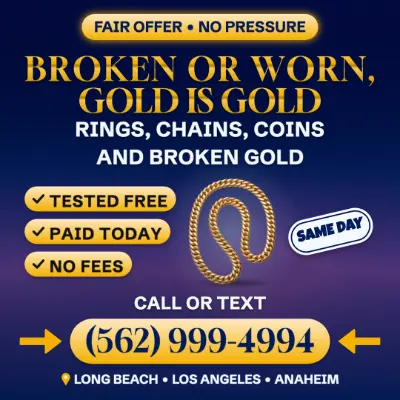 FAIR OFFER • NO PRESSURE
BROKEN OR WORN,
GOLD IS GOLD
RINGS, CHAINS, COINS
AND BROKEN GOLD
TESTED FREE
PAID TODAY
NO FEES
SAME DAY
CALL OR TEXT
(562) 999-4994
LONG BEACH • LOS ANGELES • ANAHEIM